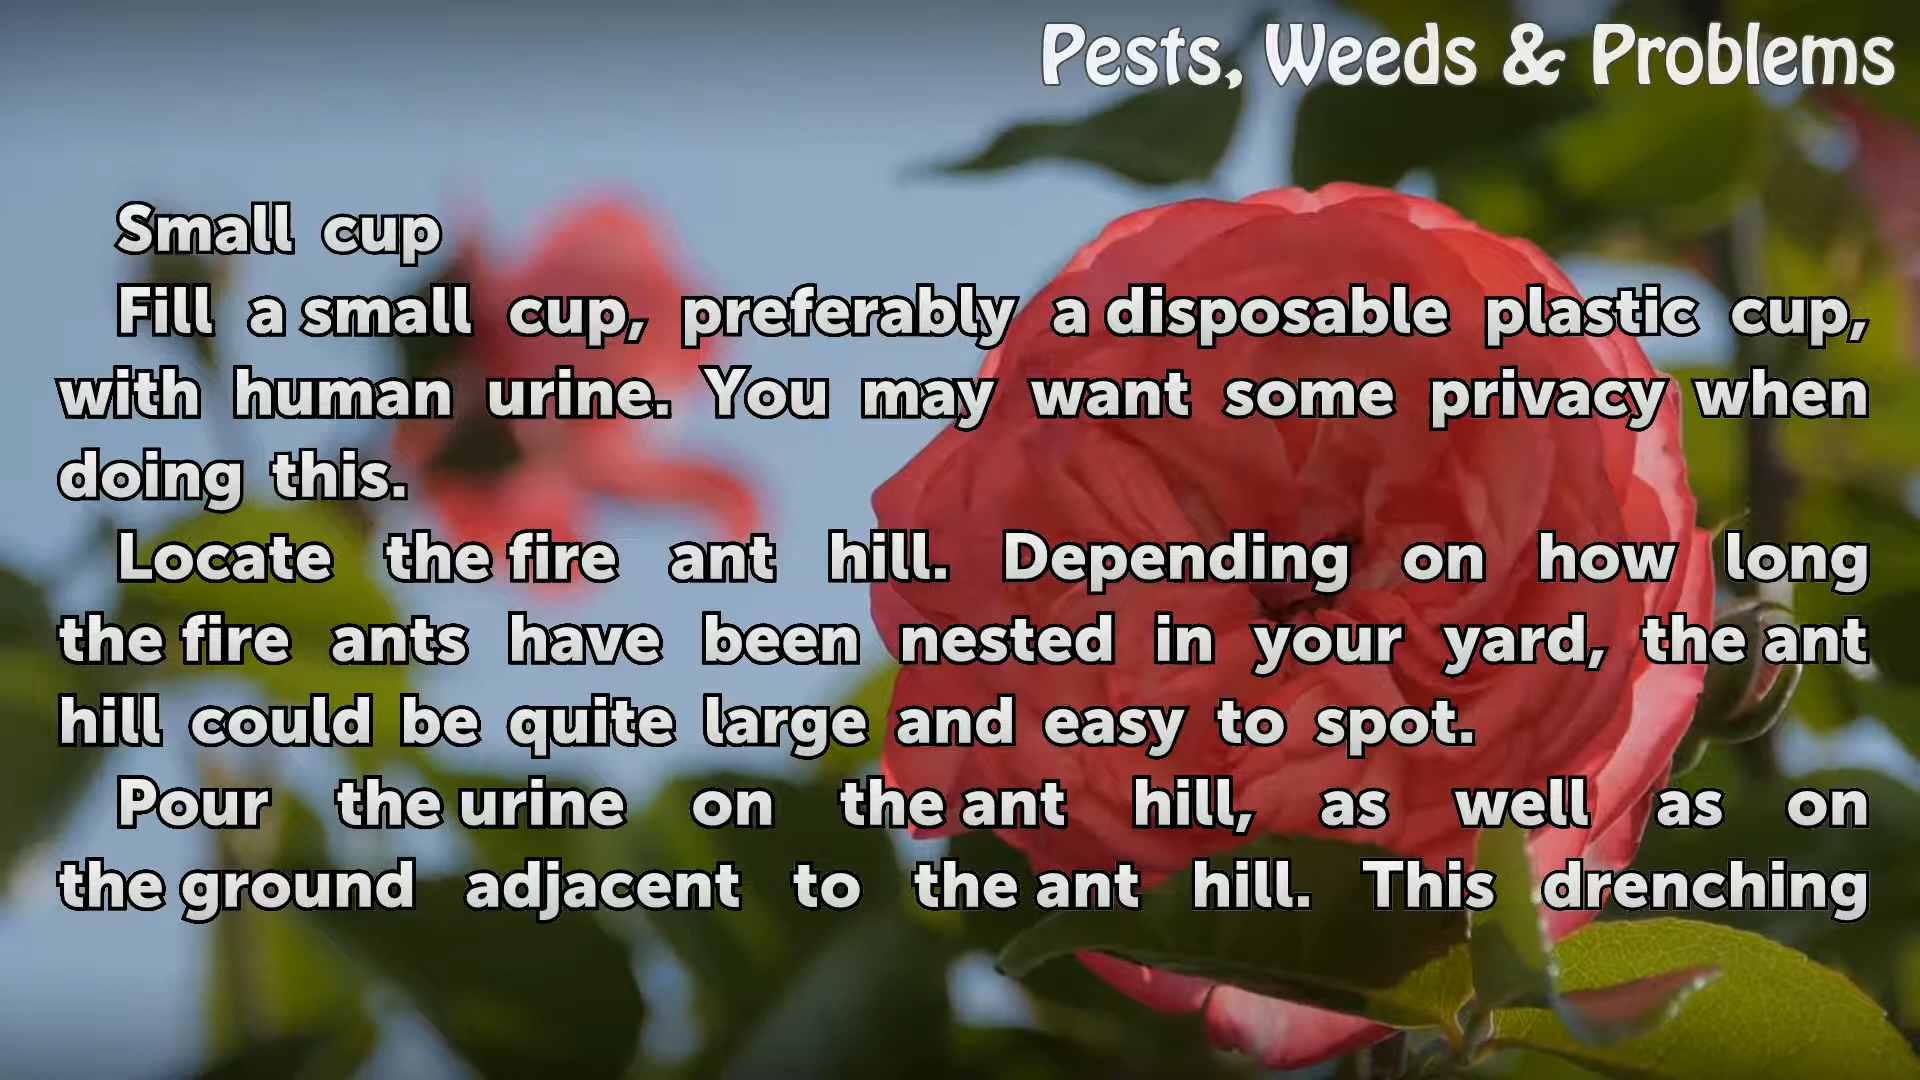 Pests, Weeds & Problems
Small cup
Fill a small cup, preferably a disposable plastic cup,
with human urine. You may want some privacy when
doing this.
Locate the fire ant hill. Depending on how long
the fire ants have been nested in your yard, the ant
hill could be quite large and easy to spot.
Pour the urine on the ant hill, as well as on
the ground adjacent to the ant hill. This drenching